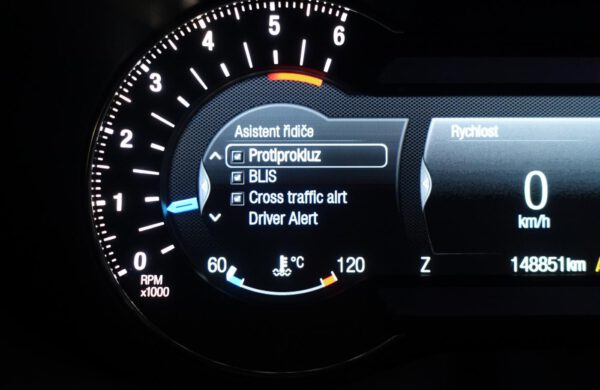 6
5
4
3
2
1
0
RPM
x1000
Asistent řidiče
Protiprokluz
BLIS
Cross traffic alrt
Driver Alert
60 °C 120
Rychlost
0
km/h
Z 148851km